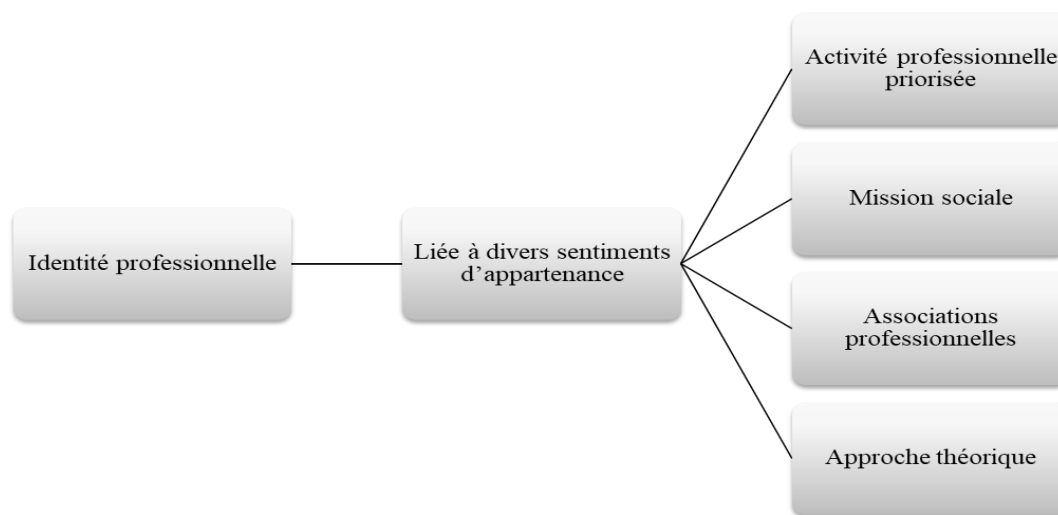 Identité professionnelle
Liée à divers sentiments
d’appartenance
Activité professionnelle
priorisée
Mission sociale
Associations
professionnelles
Approche théorique